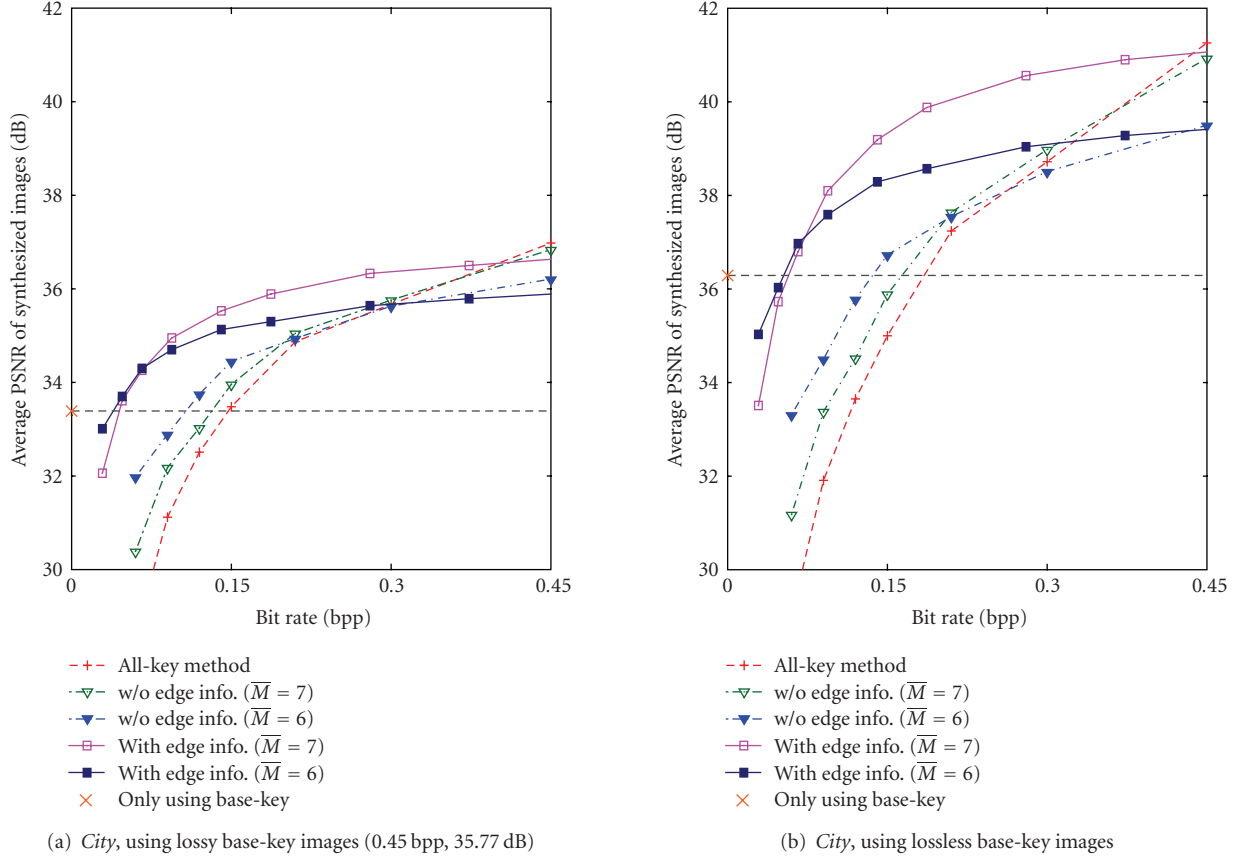 42
40
38
36
34
32
30
Average PSNR of synthesized images (dB)
0
0.15
0.3
0.45
Bit rate (bpp)
All-key method
w/o edge info. (M̅ = 7)
w/o edge info. (M̅ = 6)
With edge info. (M̅ = 7)
With edge info. (M̅ = 6)
Only using base-key
(a) City, using lossy base-key images (0.45 bpp, 35.77 dB)
42
40
38
36
34
32
30
Average PSNR of synthesized images (dB)
0
0.15
0.3
0.45
Bit rate (bpp)
All-key method
w/o edge info. (M̅ = 7)
w/o edge info. (M̅ = 6)
With edge info. (M̅ = 7)
With edge info. (M̅ = 6)
Only using base-key
(b) City, using lossless base-key images